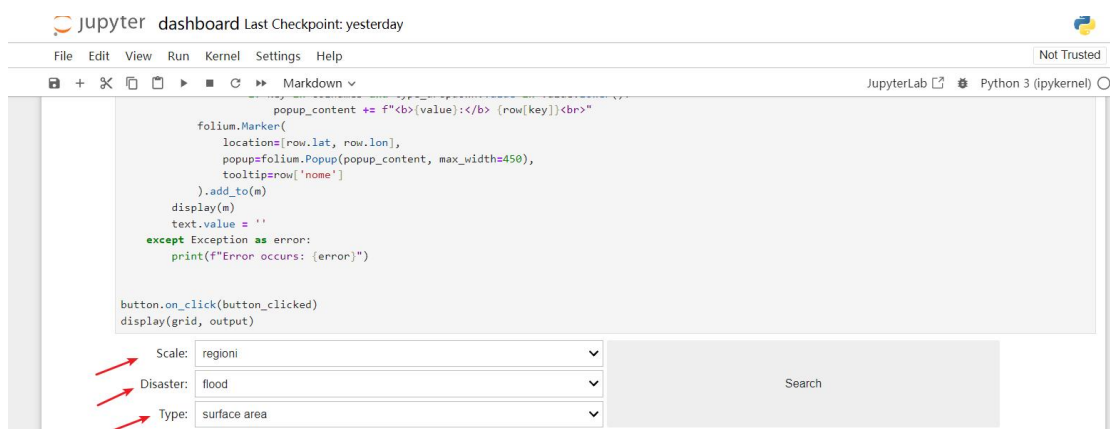 jupyter dashboard Last Checkpoint: yesterday
File Edit View Run Kernel Settings Help Not Trusted
Markdown JupyterLab Python 3 (ipykernel)
popup_content += f"<b>{value}:</b> {row[key]}<br>"
folium.Marker(
location=[row.lat, row.lon],
popup=folium.Popup(popup_content, max_width=450),
tooltip=row['nome']
).add_to(m)
display(m)
text.value = ''
except Exception as error:
print(f"Error occurs: {error}")
button.on_click(button_clicked)
display(grid, output)
Scale: regioni
Disaster: flood Search
Type: surface area